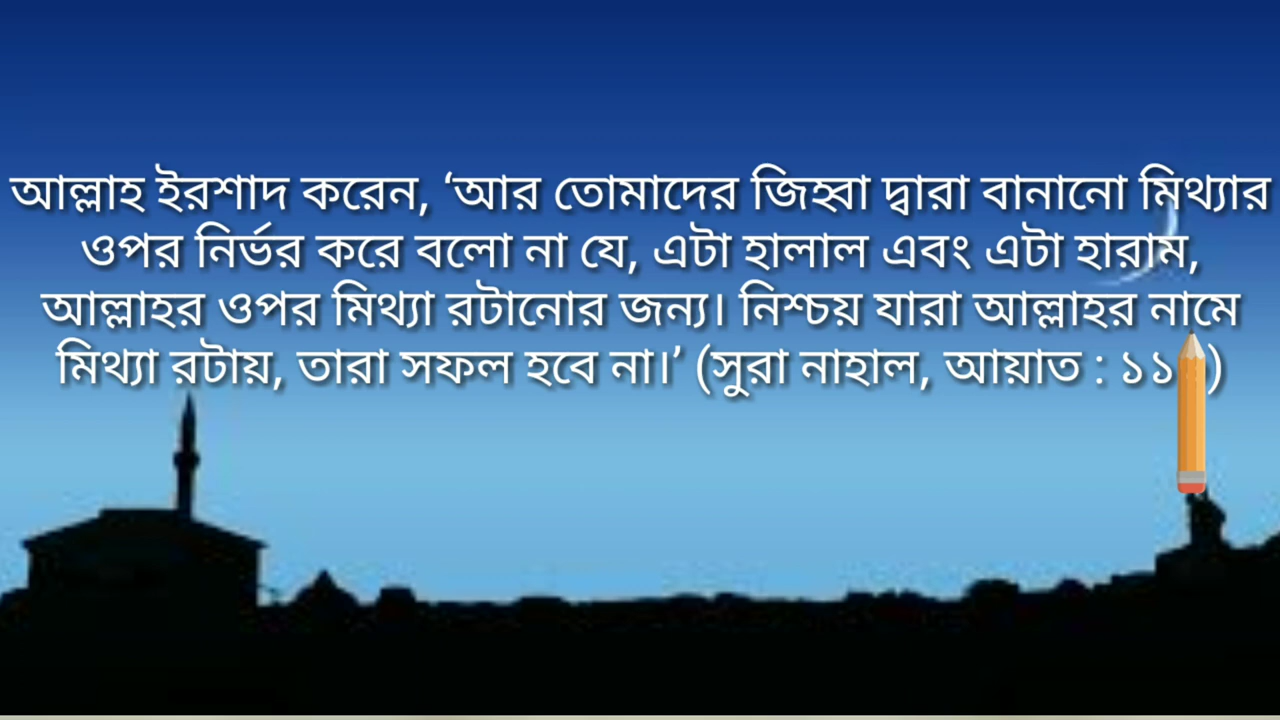 আল্লাহ ইরশাদ করেন, ‘আর তোমাদের জিহ্বা দ্বারা বানানো মিথ্যার
ওপর নির্ভর করে বলো না যে, এটা হালাল এবং এটা হারাম,
আল্লাহর ওপর মিথ্যা রটানোর জন্য। নিশ্চয় যারা আল্লাহর নামে
মিথ্যা রটায়, তারা সফল হবে না।’ (সুরা নাহাল, আয়াত :